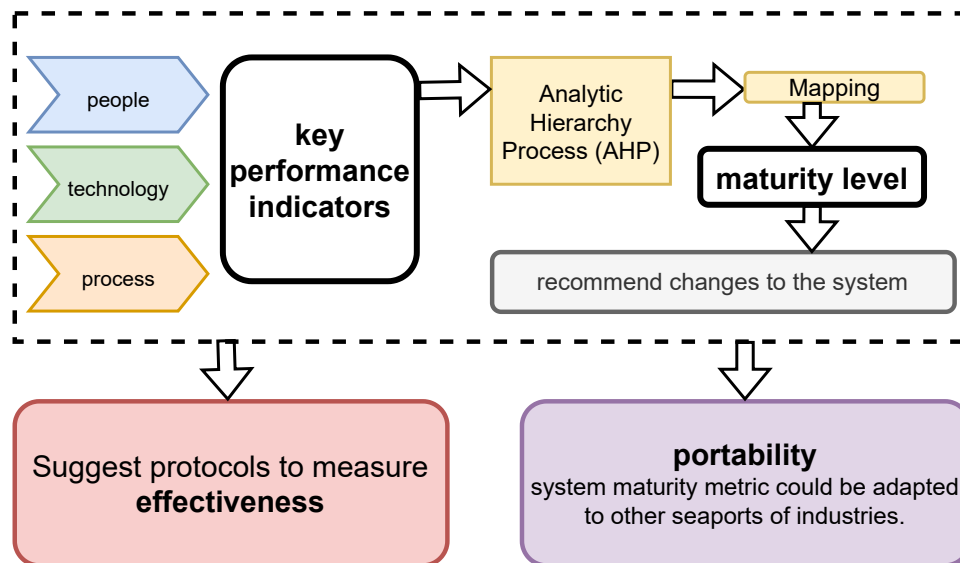 people
technology
process
key
performance
indicators
Analytic
Hierarchy
Process (AHP)
Mapping
maturity level
recommend changes to the system
Suggest protocols to measure
effectiveness
portability
system maturity metric could be adapted
to other seaports of industries.